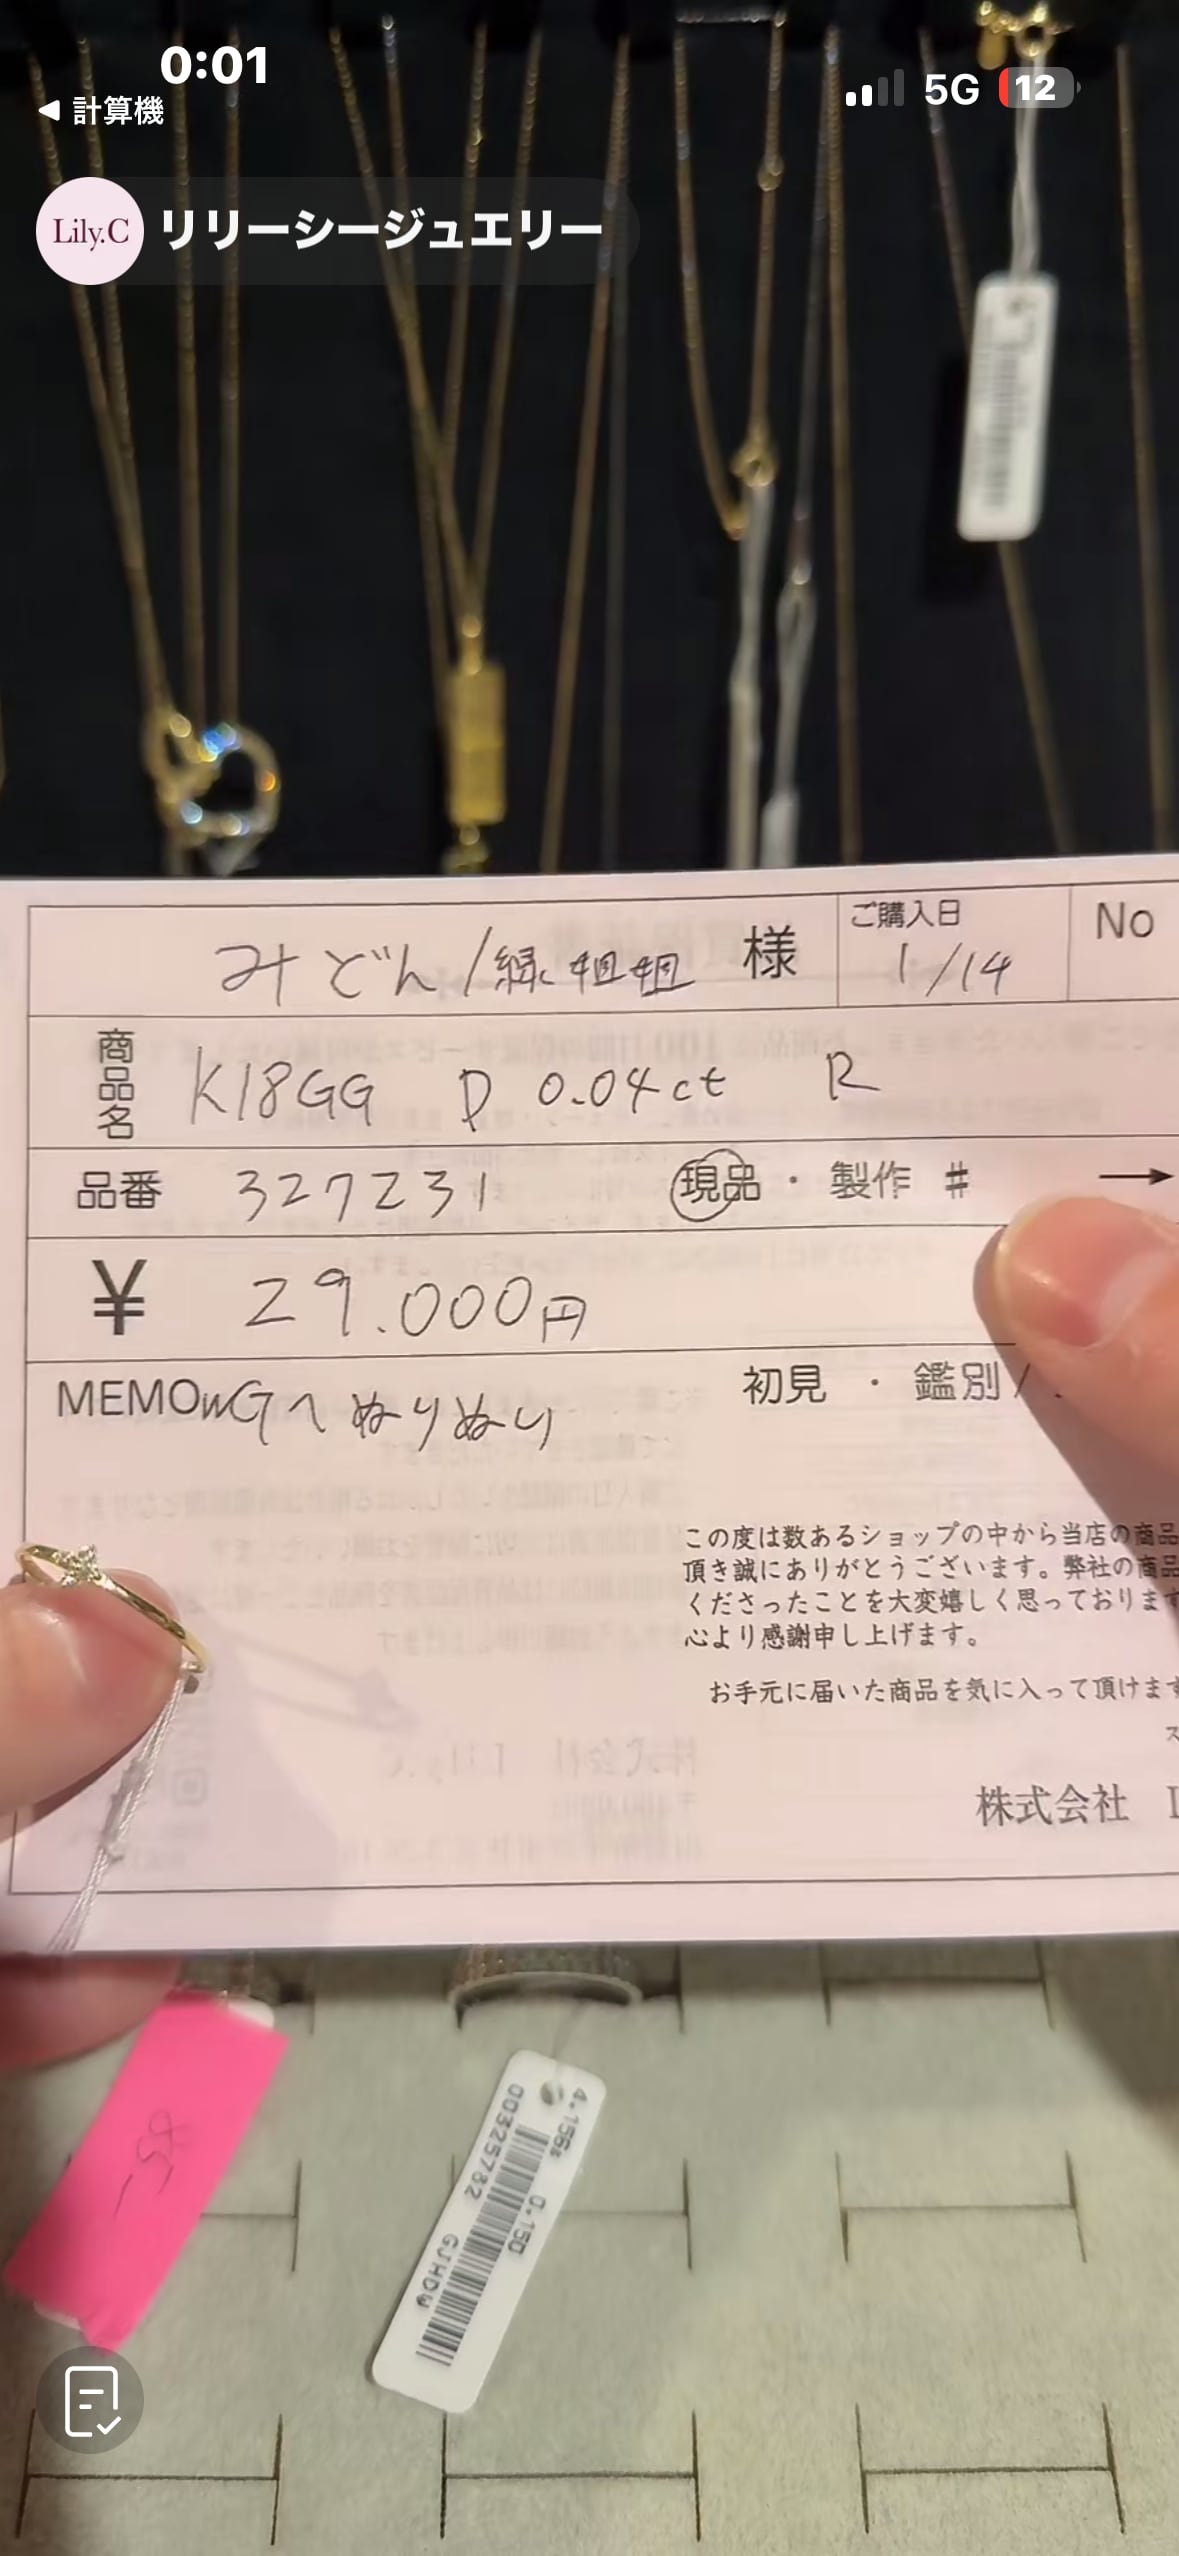 0:01
5G 12
◀ 計算機
Lily.C リリーシージュエリー
みどん/緑姐姐 様
ご購入日
1/14
No
商品名 K18GG D 0.04ct R
品番 327231 現品・製作 # →
¥ 29.000円
MEMO WGへぬりぬり 初見 ・ 鑑別/
この度は数あるショップの中から当店の商品
頂き誠にありがとうございます。弊社の商品
くださったことを大変嬉しく思っております
心より感謝申し上げます。
お手元に届いた商品を気に入って頂けます
ス
株式会社
4.156g 0.150
00325782 GJHDW